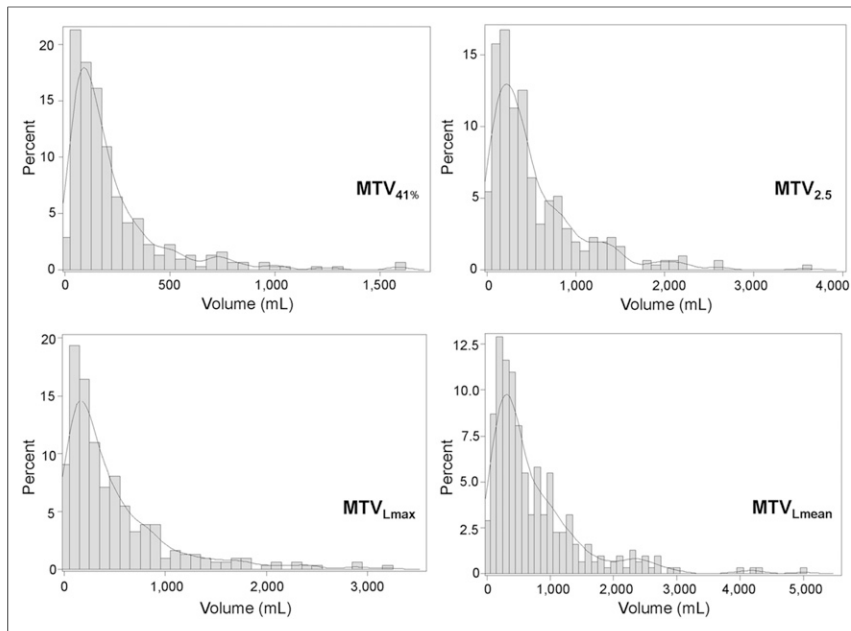 20
15
10
5
0
Percent
MTV41%
0 500 1,000 1,500
Volume (mL)
15
10
5
0
Percent
MTV2.5
0 1,000 2,000 3,000 4,000
Volume (mL)
20
15
10
5
0
Percent
MTVLmax
0 1,000 2,000 3,000
Volume (mL)
12.5
10.0
7.5
5.0
2.5
0
Percent
MTVLmean
0 1,000 2,000 3,000 4,000 5,000
Volume (mL)